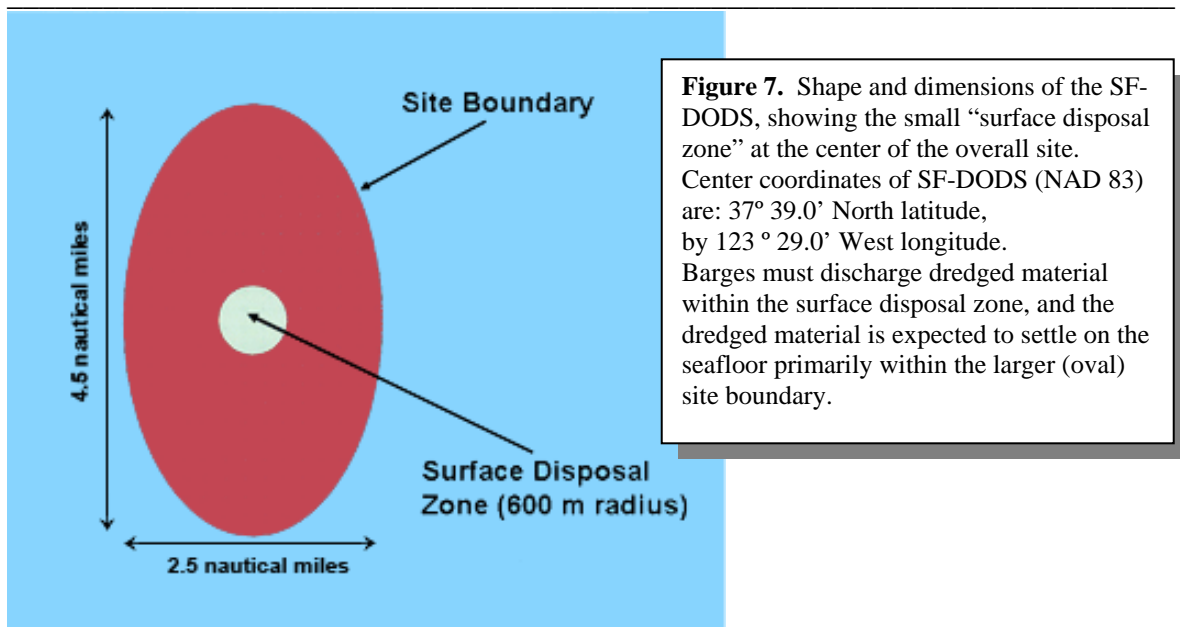 Site Boundary
4.5 nautical miles
Surface Disposal
Zone (600 m radius)
2.5 nautical miles
Figure 7.  Shape and dimensions of the SF-
DODS, showing the small “surface disposal
zone” at the center of the overall site.
Center coordinates of SF-DODS (NAD 83)
are: 37º 39.0’ North latitude,
by 123 º 29.0’ West longitude.
Barges must discharge dredged material
within the surface disposal zone, and the
dredged material is expected to settle on the
seafloor primarily within the larger (oval)
site boundary.